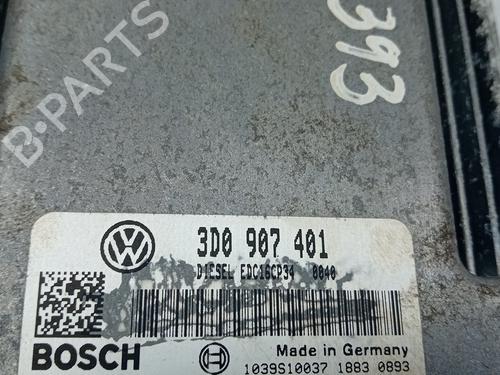 B-PARTS
393
3D0 907 401
DIESEL EDC16CP34 0040
BOSCH
Made in Germany
1039S10037 1883 0893